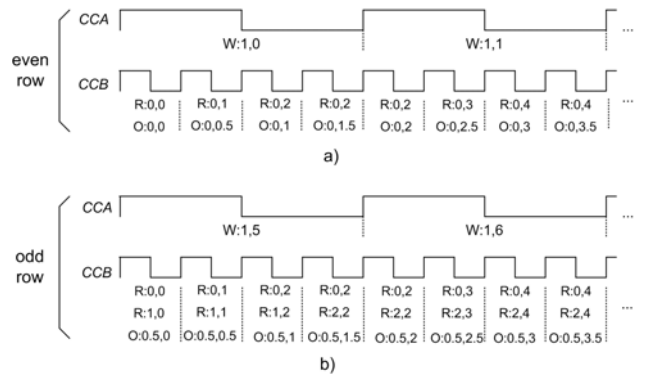 CCA
W:1,0 W:1,1 ...
even row
CCB
R:0,0 R:0,1 R:0,2 R:0,2 R:0,2 R:0,3 R:0,4 R:0,4 ...
O:0,0 O:0,0.5 O:0,1 O:0,1.5 O:0,2 O:0,2.5 O:0,3 O:0,3.5
a)
CCA
W:1,5 W:1,6 ...
odd row
CCB
R:0,0 R:0,1 R:0,2 R:0,2 R:0,2 R:0,3 R:0,4 R:0,4
R:1,0 R:1,1 R:1,2 R:2,2 R:2,2 R:2,3 R:2,4 R:2,4 ...
O:0.5,0 O:0.5,0.5 O:0.5,1 O:0.5,1.5 O:0.5,2 O:0.5,2.5 O:0.5,3 O:0.5,3.5
b)